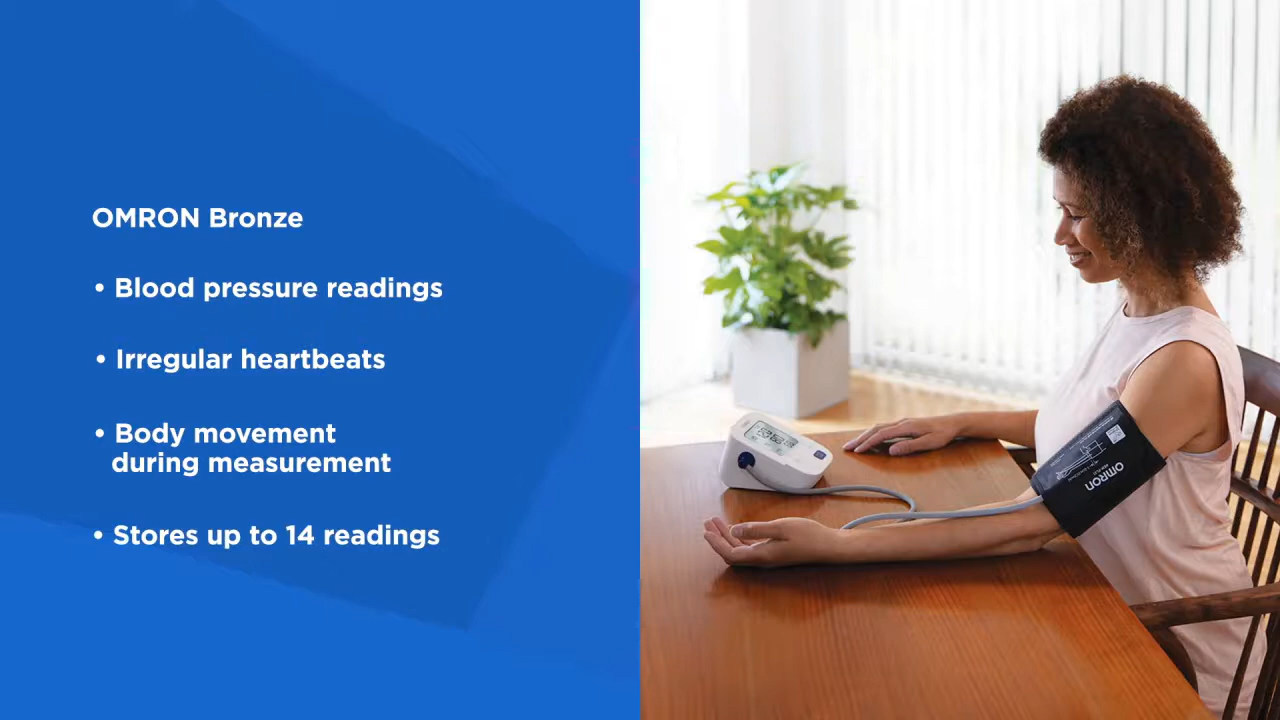 OMRON Bronze
• Blood pressure readings
• Irregular heartbeats
• Body movement
during measurement
• Stores up to 14 readings
OMRON